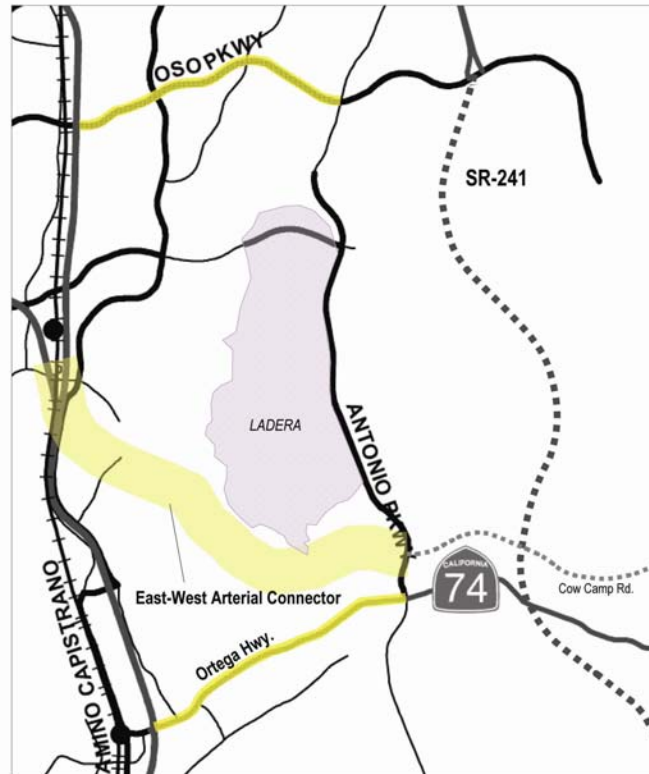 OSO PKWY
SR-241
LADERA
ANTONIO PKWY
CALIFORNIA
74
Cow Camp Rd.
East-West Arterial Connector
Ortega Hwy.
AMINO CAPISTRANO